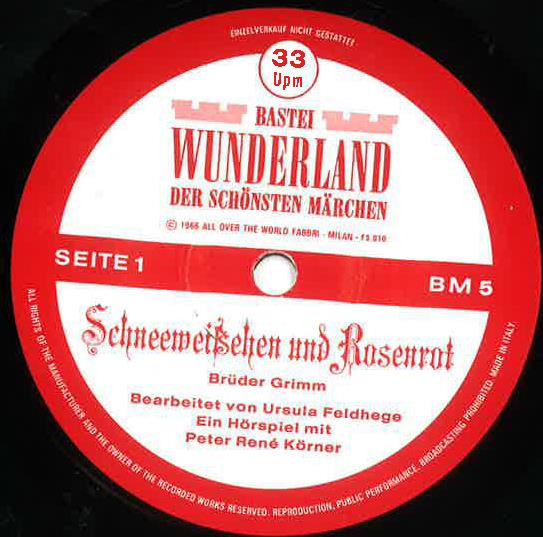 EINZELVERKAUF NICHT GESTATTET
33
Upm
BASTEI
WUNDERLAND
DER SCHÖNSTEN MÄRCHEN
© 1966 ALL OVER THE WORLD FABBRI - MILAN - FS 010
SEITE 1
BM 5
Schneeweißchen und Rosenrot
Brüder Grimm
Bearbeitet von Ursula Feldhege
Ein Hörspiel mit
Peter René Körner
ALL RIGHTS OF THE MANUFACTURER AND THE OWNER OF THE RECORDED WORKS RESERVED. REPRODUCTION, PUBLIC PERFORMANCE, BROADCASTING PROHIBITED. MADE IN ITALY.